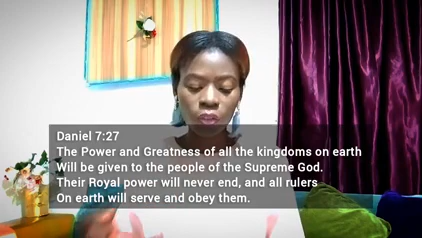 Daniel 7:27
The Power and Greatness of all the kingdoms on earth
Will be given to the people of the Supreme God.
Their Royal power will never end, and all rulers
On earth will serve and obey them.